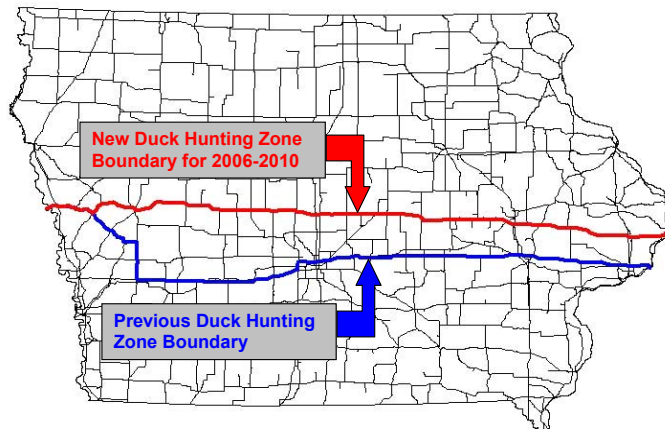 New Duck Hunting Zone
Boundary for 2006-2010
Previous Duck Hunting
Zone Boundary